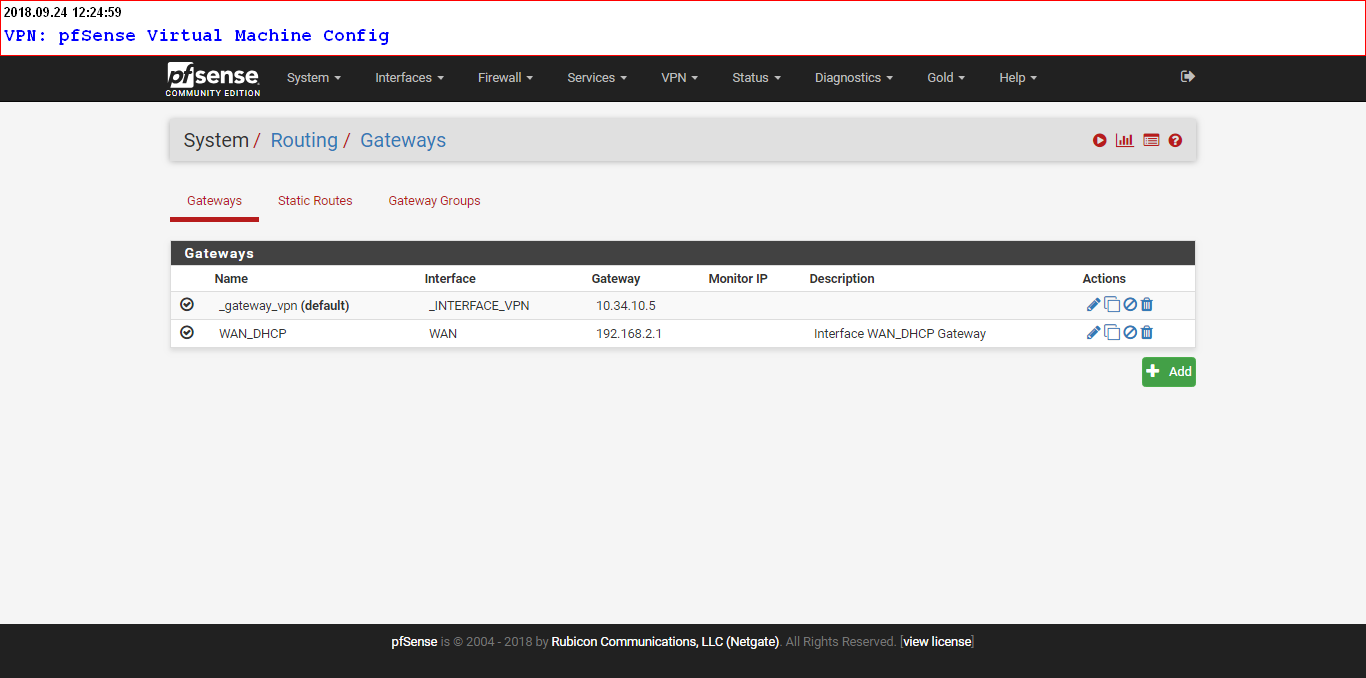 2018.09.24 12:24:59
VPN: pfSense Virtual Machine Config
pfsense COMMUNITY EDITION System Interfaces Firewall Services VPN Status Diagnostics Gold Help
System / Routing / Gateways
Gateways Static Routes Gateway Groups
Gateways
Name Interface Gateway Monitor IP Description Actions
_gateway_vpn (default) _INTERFACE_VPN 10.34.10.5
WAN_DHCP WAN 192.168.2.1 Interface WAN_DHCP Gateway
Add
pfSense is © 2004 - 2018 by Rubicon Communications, LLC (Netgate). All Rights Reserved. [view license]